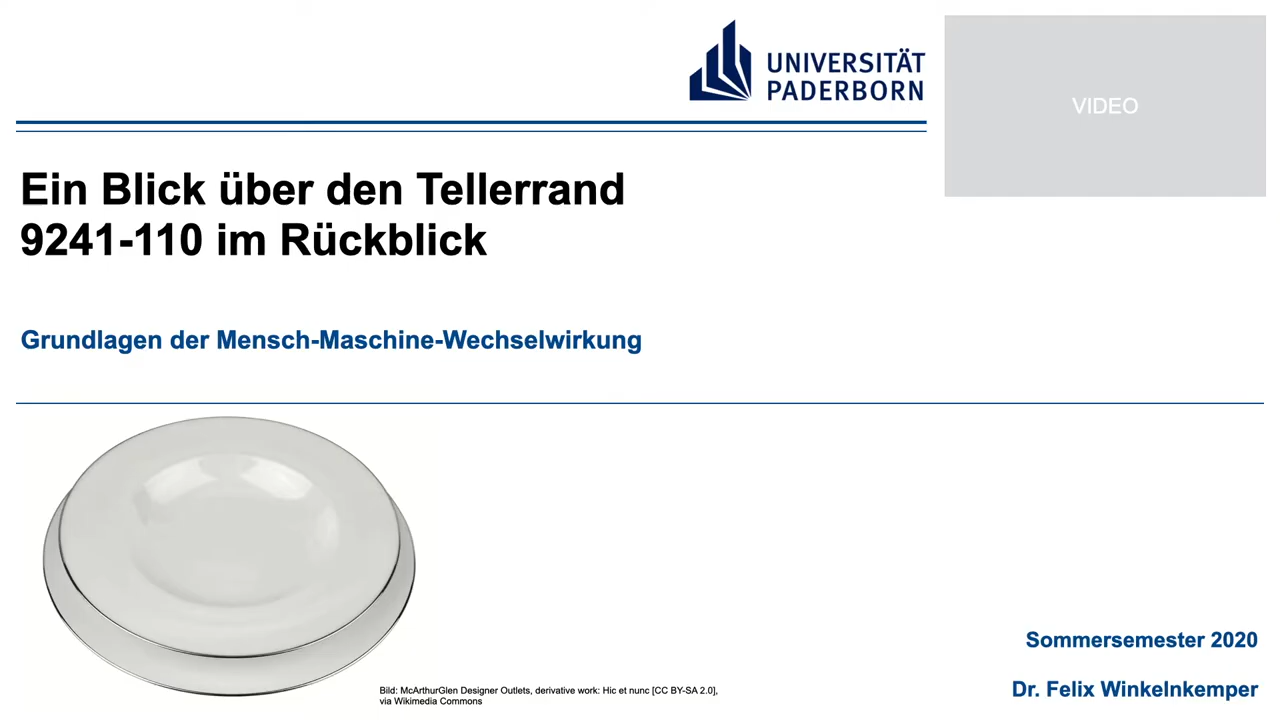 UNIVERSITÄT
PADERBORN
VIDEO
Ein Blick über den Tellerrand
9241-110 im Rückblick
Grundlagen der Mensch-Maschine-Wechselwirkung
Sommersemester 2020
Dr. Felix Winkelnkemper
Bild: McArthurGlen Designer Outlets, derivative work: Hic et nunc [CC BY-SA 2.0],
via Wikimedia Commons